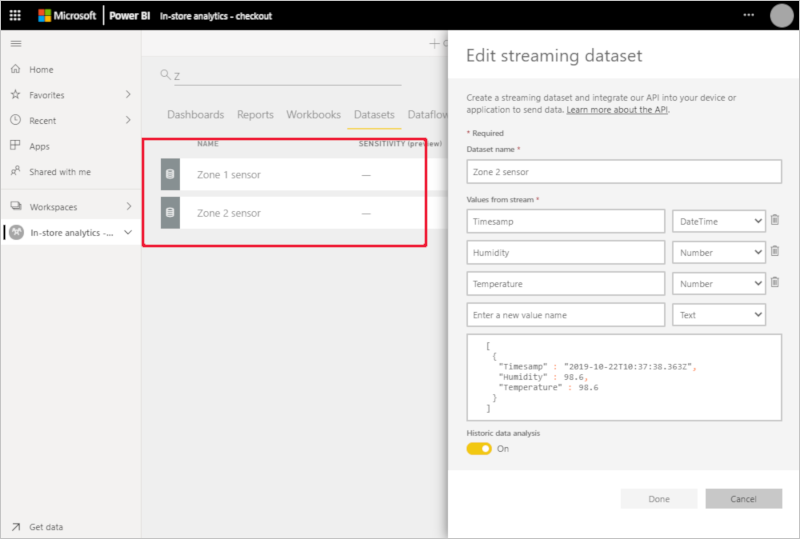 Microsoft Power BI In-store analytics - checkout
Home
Favorites
Recent
Apps
Shared with me
Workspaces
In-store analytics -...
Get data
Z
Dashboards Reports Workbooks Datasets Dataflow
NAME SENSITIVITY (preview)
Zone 1 sensor —
Zone 2 sensor —
Edit streaming dataset
Create a streaming dataset and integrate our API into your device or
application to send data. Learn more about the API.
* Required
Dataset name *
Zone 2 sensor
Values from stream *
Timesamp DateTime
Humidity Number
Temperature Number
Enter a new value name Text
[
{
"Timesamp" : "2019-10-22T10:37:38.363Z",
"Humidity" : 98.6,
"Temperature" : 98.6
}
]
Historic data analysis
On
Done Cancel